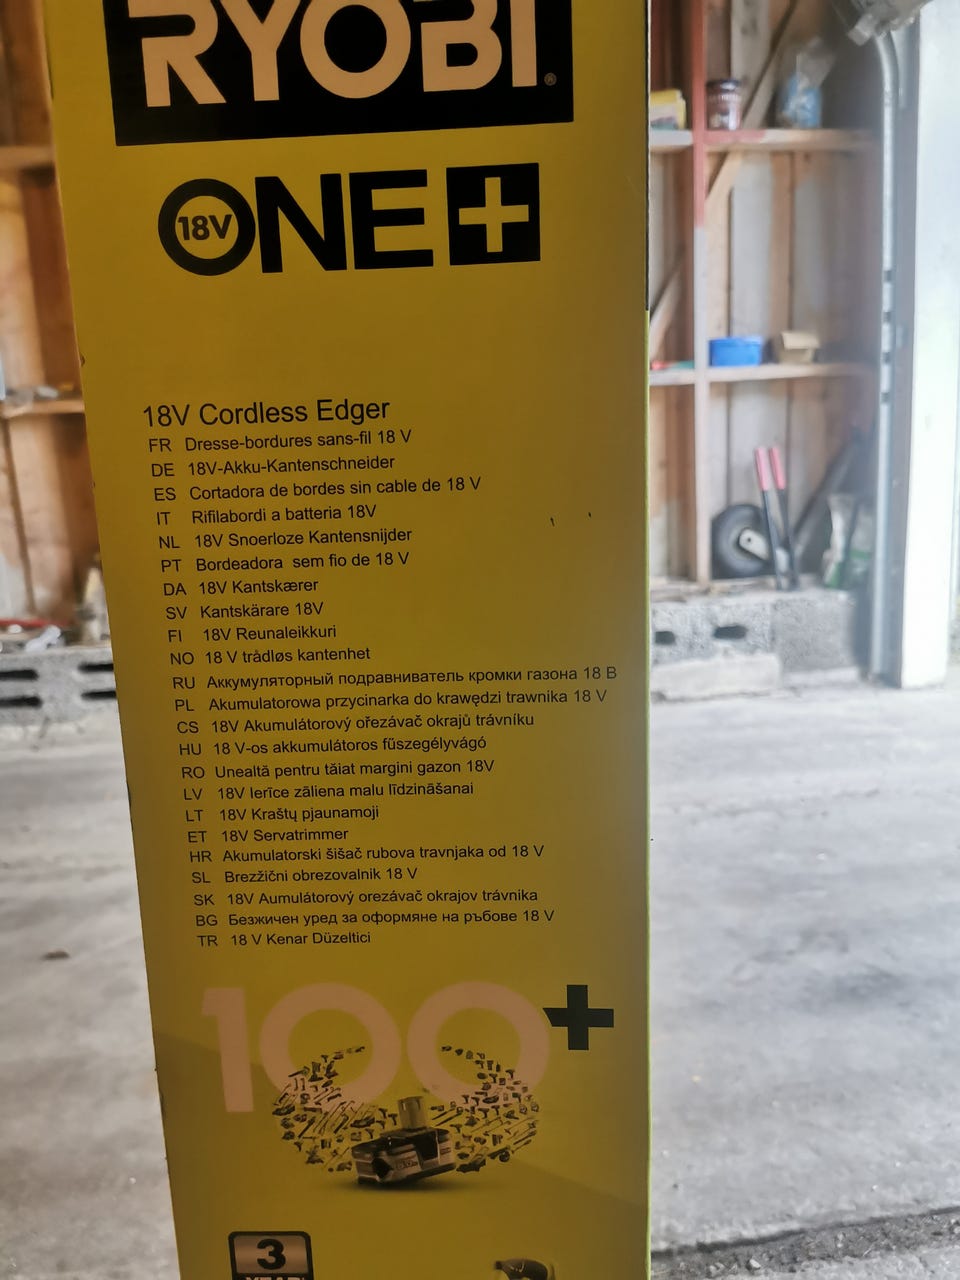 RYOBI®
18V ONE+
18V Cordless Edger
FR Dresse-bordures sans-fil 18 V
DE 18V-Akku-Kantenschneider
ES Cortadora de bordes sin cable de 18 V
IT Rifilabordi a batteria 18V
NL 18V Snoerloze Kantensnijder
PT Bordeadora sem fio de 18 V
DA 18V Kantskærer
SV Kantskärare 18V
FI 18V Reunaleikkuri
NO 18 V trådløs kantenhet
RU Аккумуляторный подравниватель кромки газона 18 В
PL Akumulatorowa przycinarka do krawędzi trawnika 18 V
CS 18V Akumulátorový ořezávač okrajů trávníku
HU 18 V-os akkumulátoros fűszegélyvágó
RO Unealtă pentru tăiat margini gazon 18V
LV 18V Ierīce zāliena malu līdzināšanai
LT 18V Kraštų pjaunamoji
ET 18V Servatrimmer
HR Akumulatorski šišač rubova travnjaka od 18 V
SL Brezžični obrezovalnik 18 V
SK 18V Aumulátorový orezávač okrajov trávnika
BG Безжичен уред за оформяне на ръбове 18 V
TR 18 V Kenar Düzeltici
100+
3
YEAR